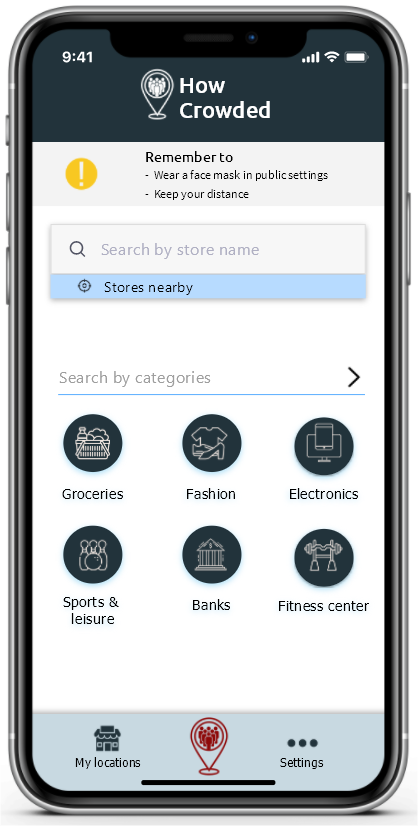 9:41
How
Crowded
Remember to
- Wear a face mask in public settings
- Keep your distance
Search by store name
Stores nearby
Search by categories
Groceries
Fashion
Electronics
Sports &
leisure
Banks
Fitness center
My locations
Settings